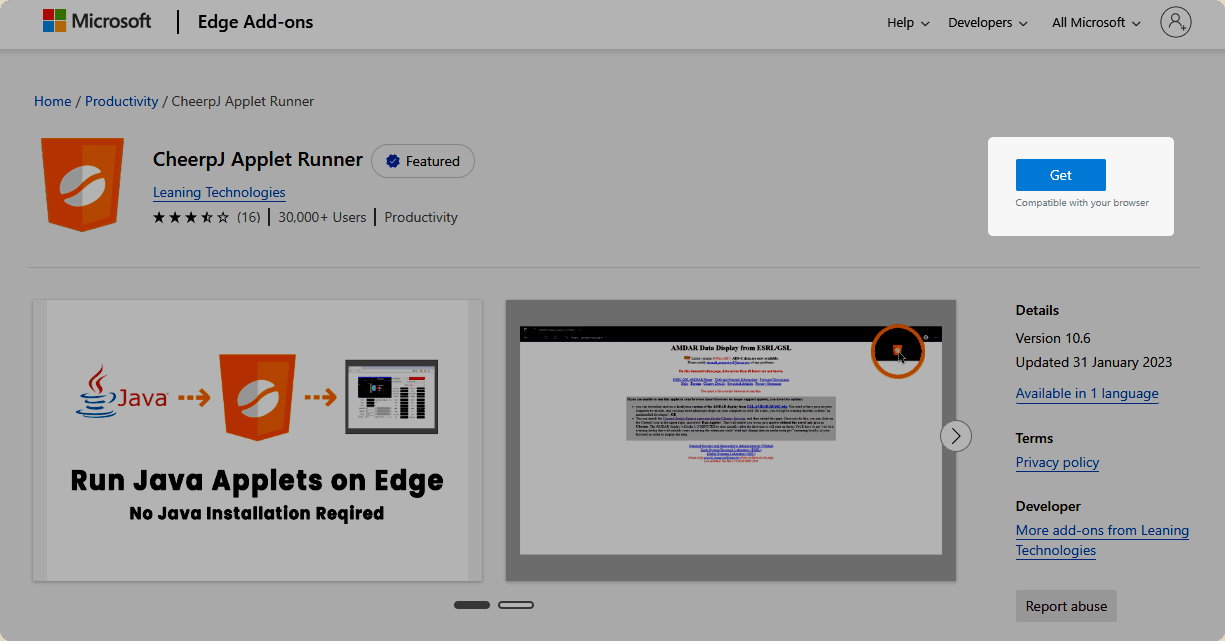 Microsoft
Edge Add-ons
Help
Developers
All Microsoft
Home / Productivity / CheerpJ Applet Runner
CheerpJ Applet Runner
Featured
Leaning Technologies
(16)
30,000+ Users
Productivity
Get
Compatible with your browser
Java
Run Java Applets on Edge
No Java Installation Reqired
AMDAR Data Display from ESRL/GSL
Details
Version 10.6
Updated 31 January 2023
Available in 1 language
Terms
Privacy policy
Developer
More add-ons from Leaning
Technologies
Report abuse